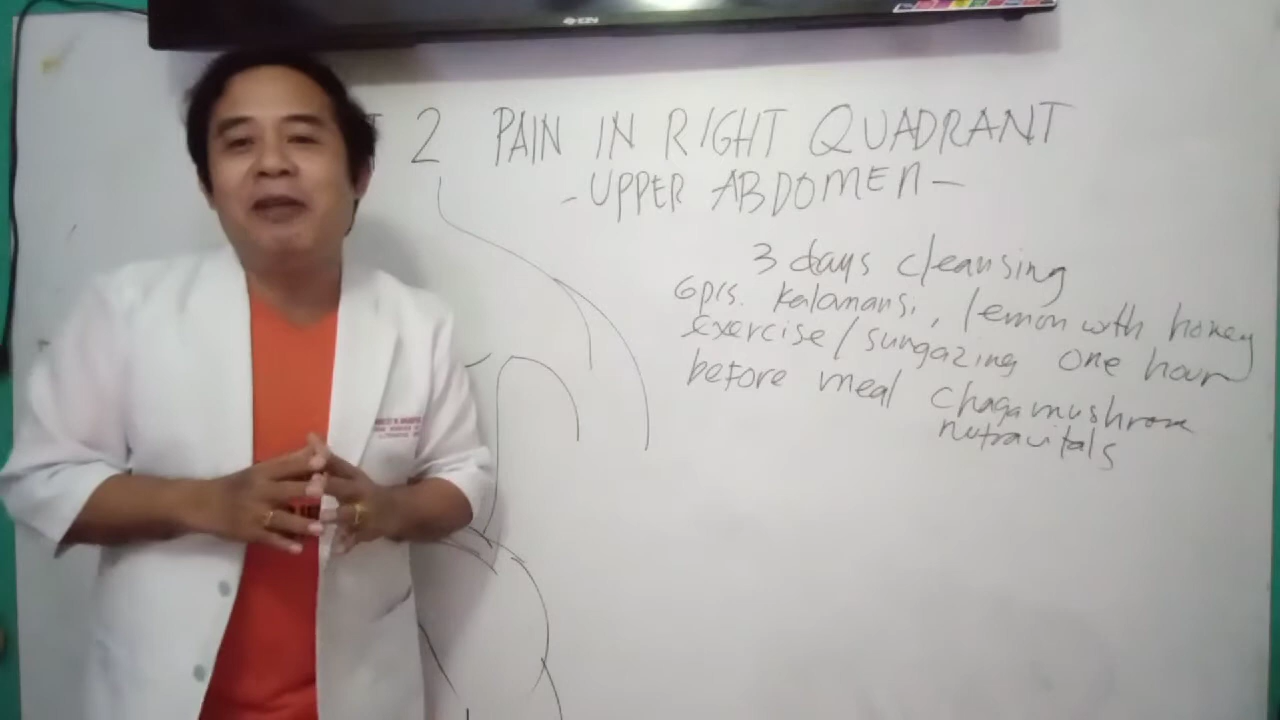 T 2 PAIN IN RIGHT QUADRANT
- UPPER ABDOMEN -
3 days cleansing
6pcs. kalamansi, lemon with honey
exercise/sungazing one hour
before meal chaga mushroom
nutravitals